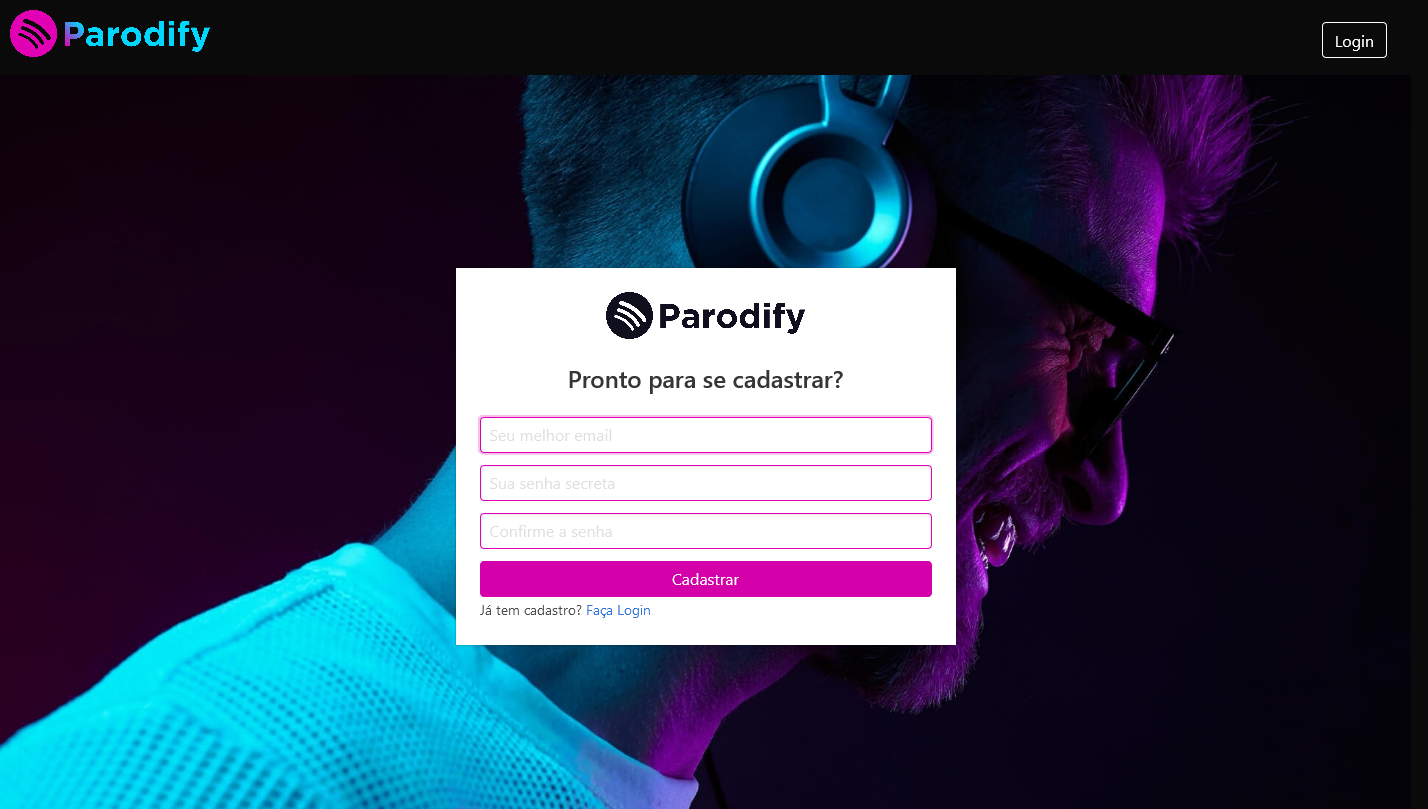 Parodify
Login
Parodify
Pronto para se cadastrar?
Seu melhor email
Sua senha secreta
Confirme a senha
Cadastrar
Já tem cadastro? Faça Login